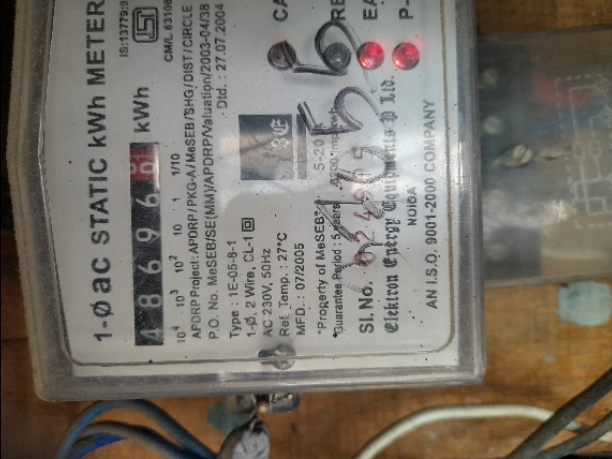 1-Ø ac STATIC kWh METER
IS:13779-
CM/L 83108
4 8 6 9 6 kWh
10⁴ 10³ 10² 10 1 1/10
APDRP Project: APDRP/PKG-A/MeSEB/SHG/DIST/CIRCLE
P.O. No. MeSEB/SE(MM)/APDRP/Valuation/2003-04/38
Dtd. : 27.07.2004
Type : 1E-05-8-1
1-Ø, 2 Wire, CL-1
AC 230V, 50Hz
Ref. Temp. : 27°C
MFD. : 07/2005
CA
RE
EA
P-
"Property of MeSEB"
Guarantee Period : 5 years
Sl. No.
Elektron Energy Equipments P Ltd.
NOIDA
AN I.S.O. 9001-2000 COMPANY